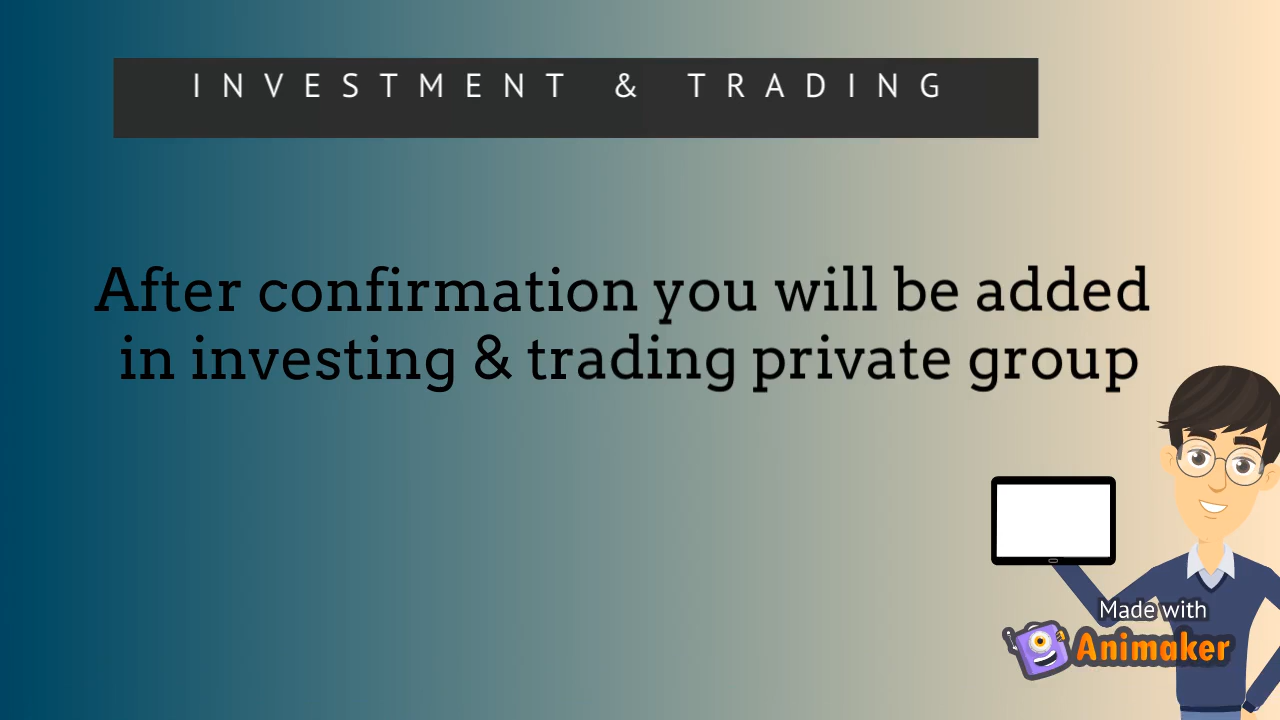 INVESTMENT & TRADING
After confirmation you will be added
in investing & trading private group
Made with
Animaker